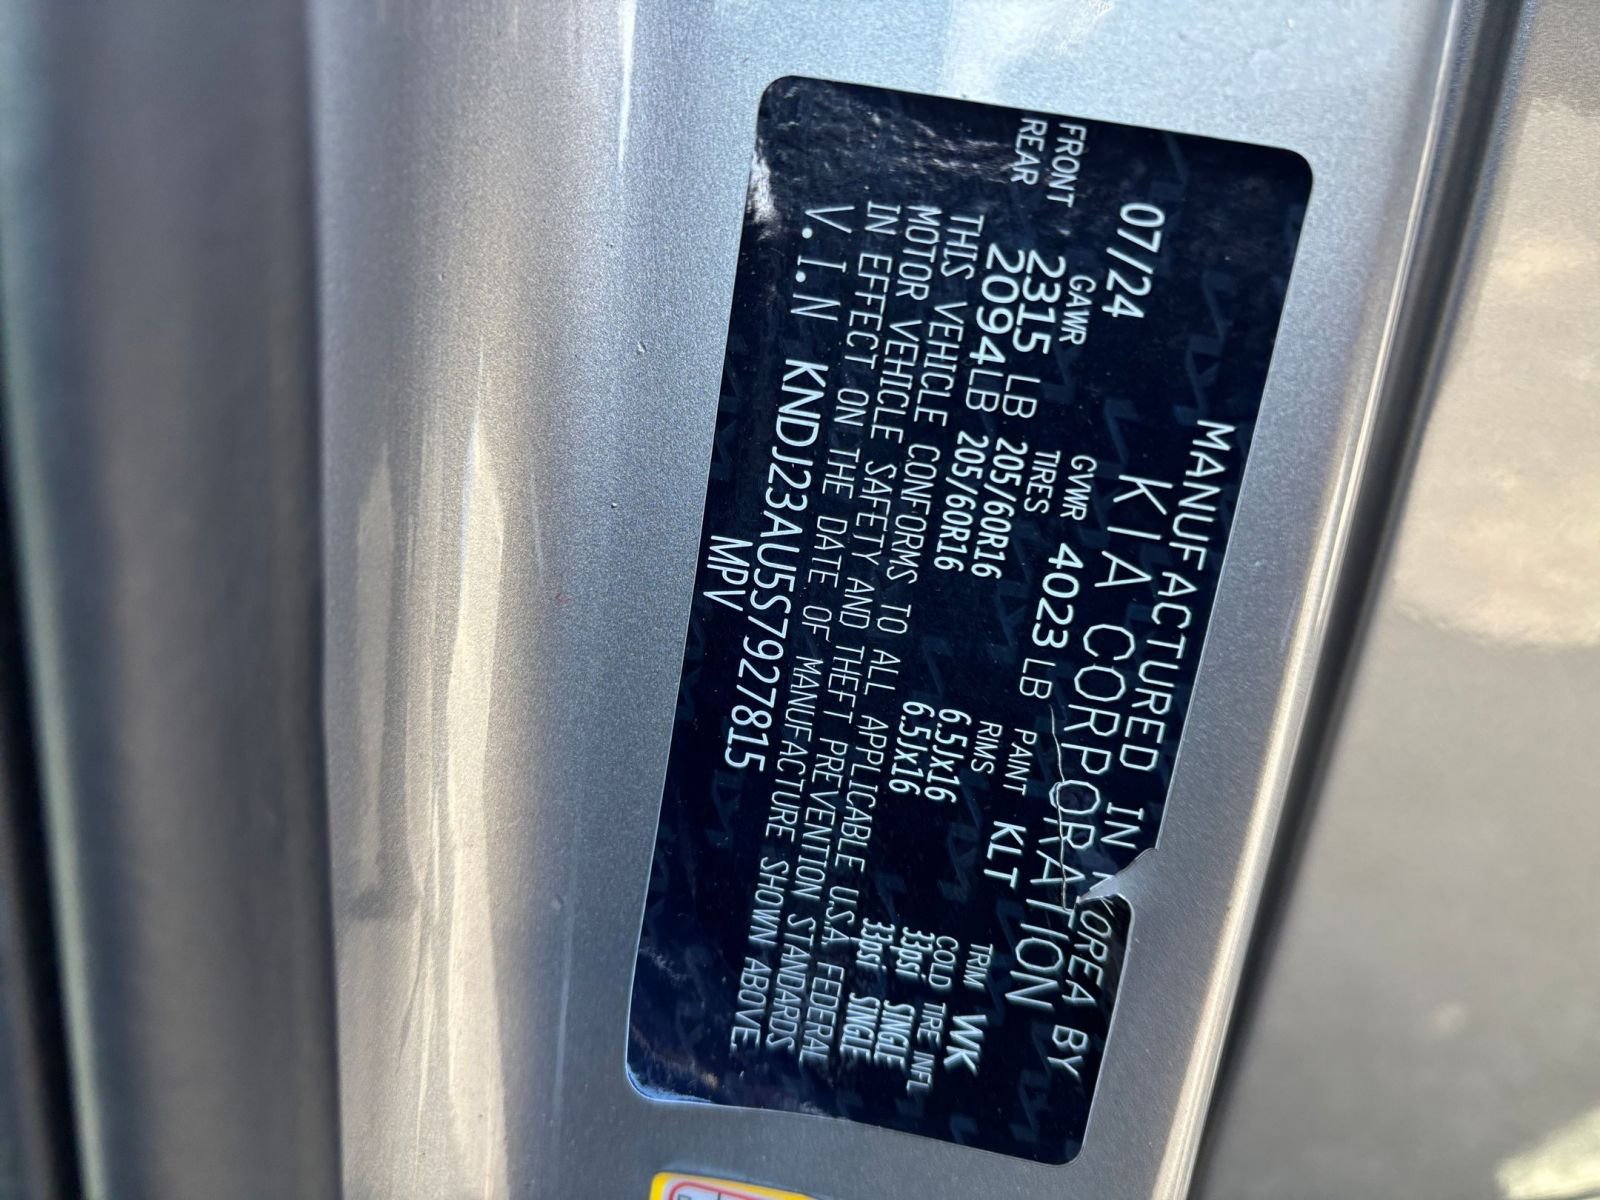 MANUFACTURED IN KOREA BY
KIA CORPORATION
07/24 GVWR 4023 LB PAINT KLT TRIM WK
GAWR TIRES RIMS COLD TIRE INFL
FRONT 2315 LB 205/60R16 6.5Jx16 33psi SINGLE
REAR 2094LB 205/60R16 6.5Jx16 33psi SINGLE
THIS VEHICLE CONFORMS TO ALL APPLICABLE U.S.A. FEDERAL
MOTOR VEHICLE SAFETY AND THEFT PREVENTION STANDARDS
IN EFFECT ON THE DATE OF MANUFACTURE SHOWN ABOVE.
V.I.N KNDJ23AU5S7927815
MPV